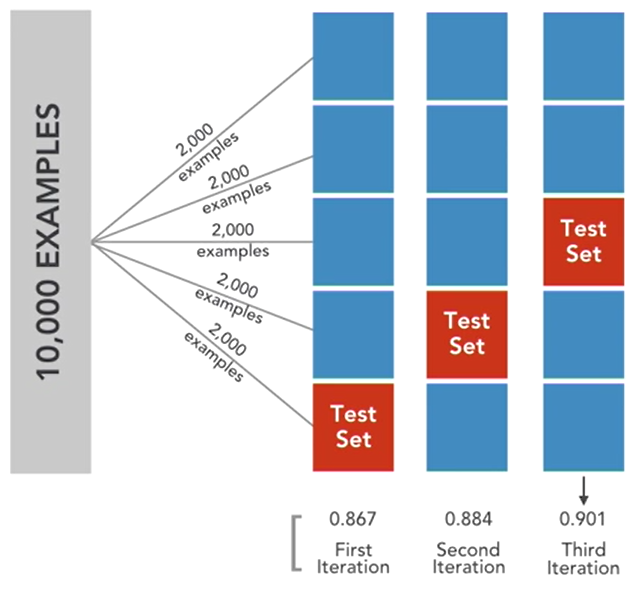 10,000 EXAMPLES
2,000
examples
2,000
examples
2,000
examples
2,000
examples
2,000
examples
Test
Set
Test
Set
Test
Set
0.867
First
Iteration
0.884
Second
Iteration
0.901
Third
Iteration